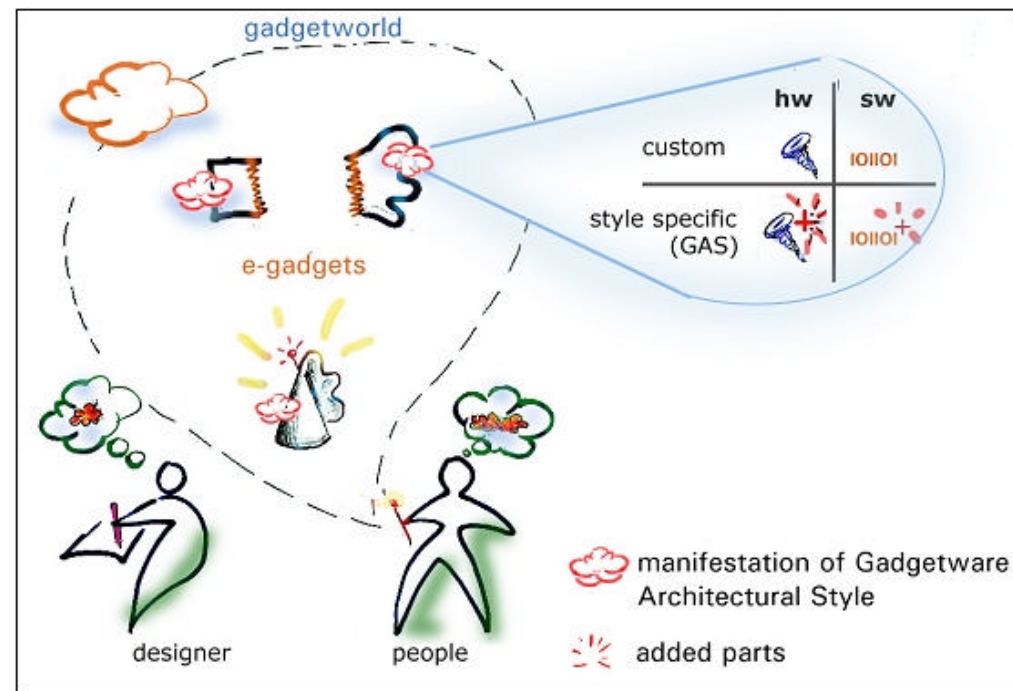 gadgetworld
hw sw
custom
IOIIOI
style specific
(GAS)
IOIIOI
e-gadgets
designer
people
manifestation of Gadgetware
Architectural Style
added parts